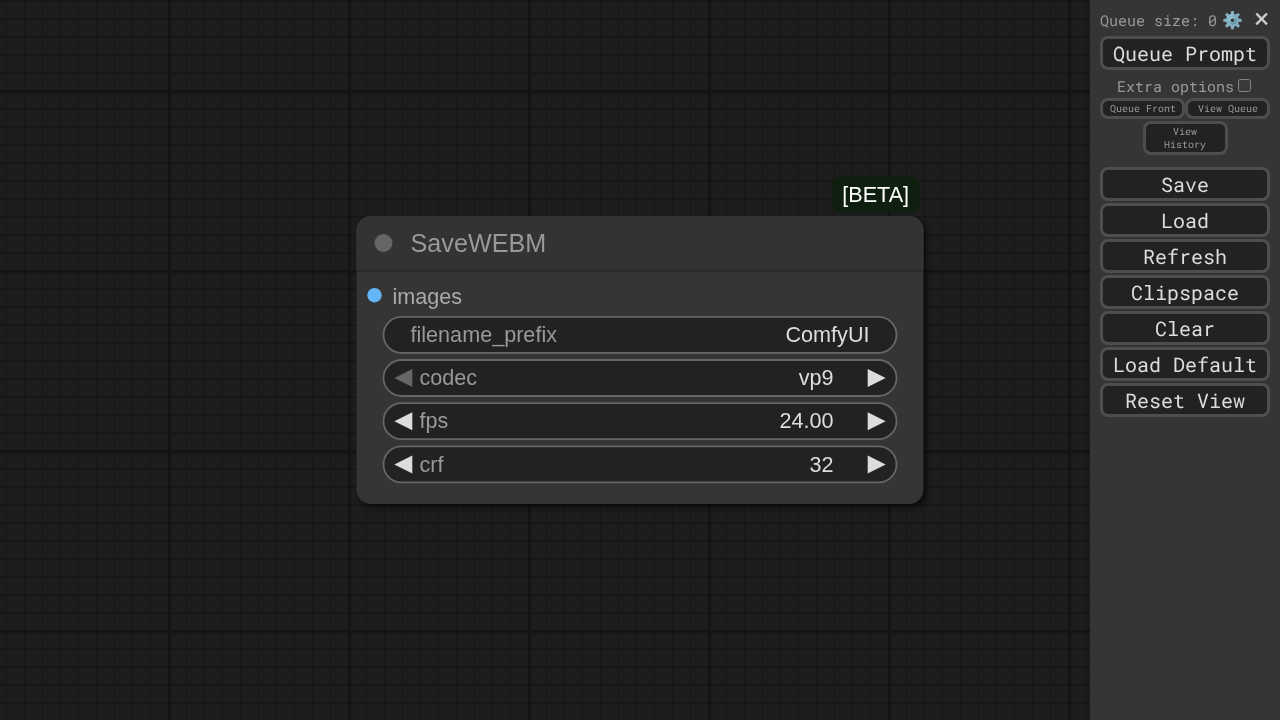 Queue size: 0
Queue Prompt
Extra options
Queue Front
View Queue
View
History
Save
Load
Refresh
Clipspace
Clear
Load Default
Reset View
[BETA]
SaveWEBM
images
filename_prefix ComfyUI
codec vp9
fps 24.00
crf 32